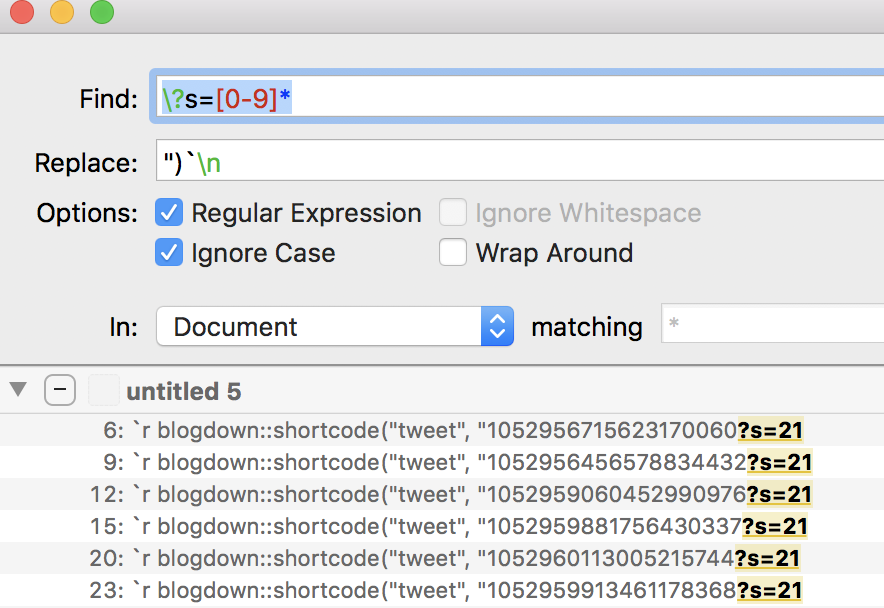 Find: \?s=[0-9]*
Replace: ")`\n
Options: Regular Expression Ignore Whitespace
Ignore Case Wrap Around
In: Document matching *
untitled 5
6: `r blogdown::shortcode("tweet", "1052956715623170060?s=21
9: `r blogdown::shortcode("tweet", "1052956456578834432?s=21
12: `r blogdown::shortcode("tweet", "1052959060452990976?s=21
15: `r blogdown::shortcode("tweet", "1052959881756430337?s=21
20: `r blogdown::shortcode("tweet", "1052960113005215744?s=21
23: `r blogdown::shortcode("tweet", "1052959913461178368?s=21